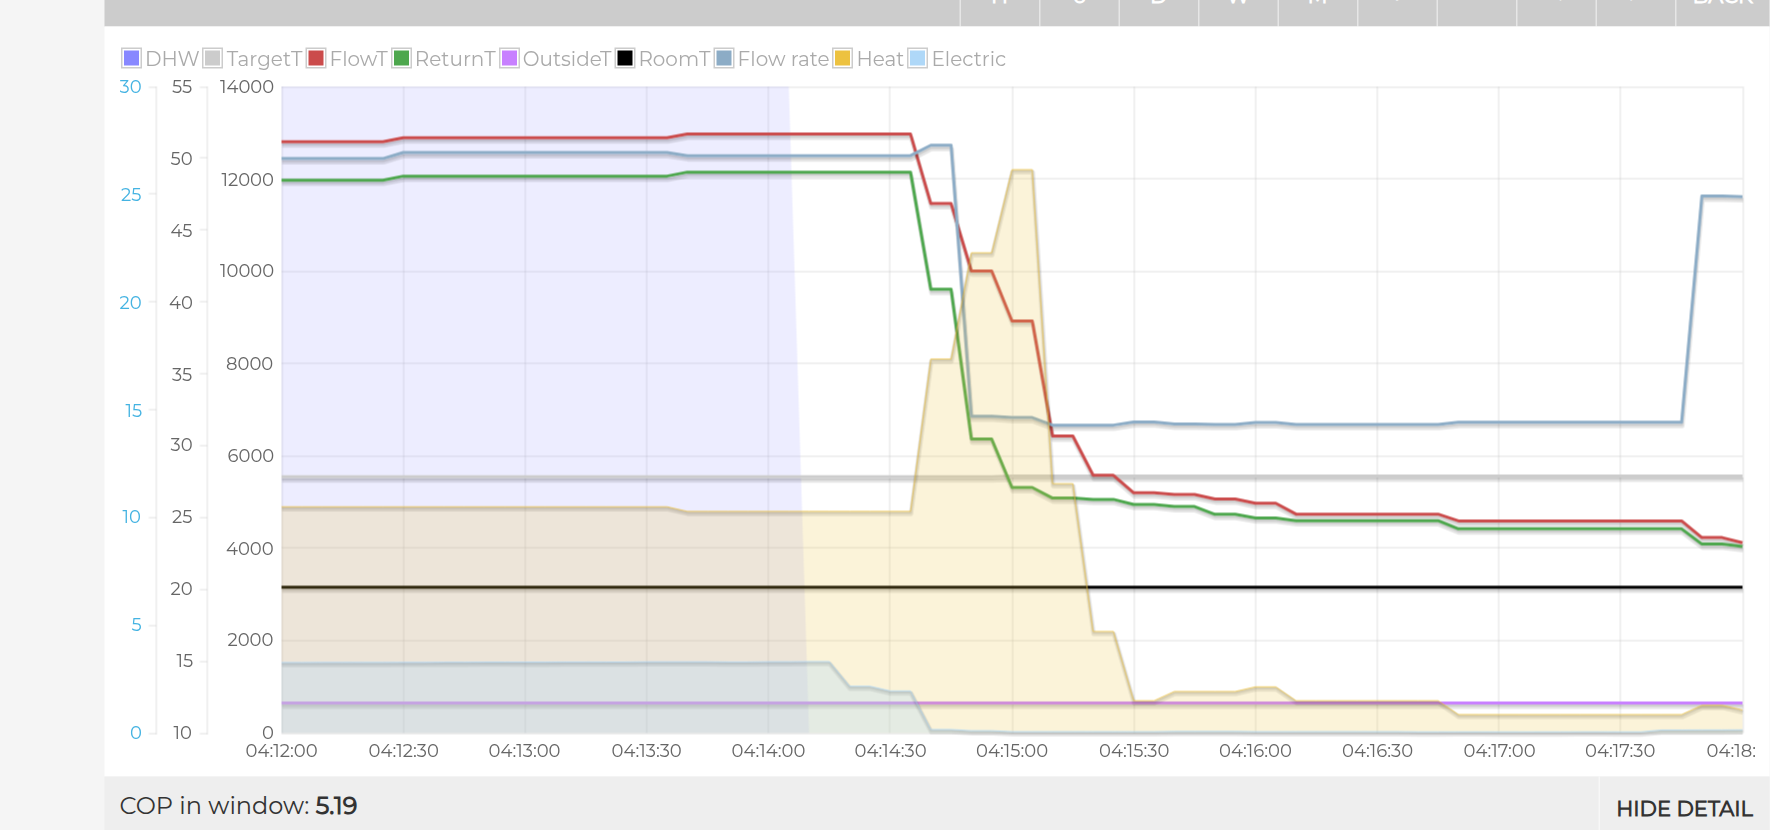 BACK
DHW TargetT FlowT ReturnT OutsideT RoomT Flow rate Heat Electric
30 55 14000
50
12000
25
45
10000
20 40
8000
35
15
30
6000
10 25
4000
20
5
2000
15
0 10 0
04:12:00 04:12:30 04:13:00 04:13:30 04:14:00 04:14:30 04:15:00 04:15:30 04:16:00 04:16:30 04:17:00 04:17:30 04:18:
COP in window: 5.19
HIDE DETAIL